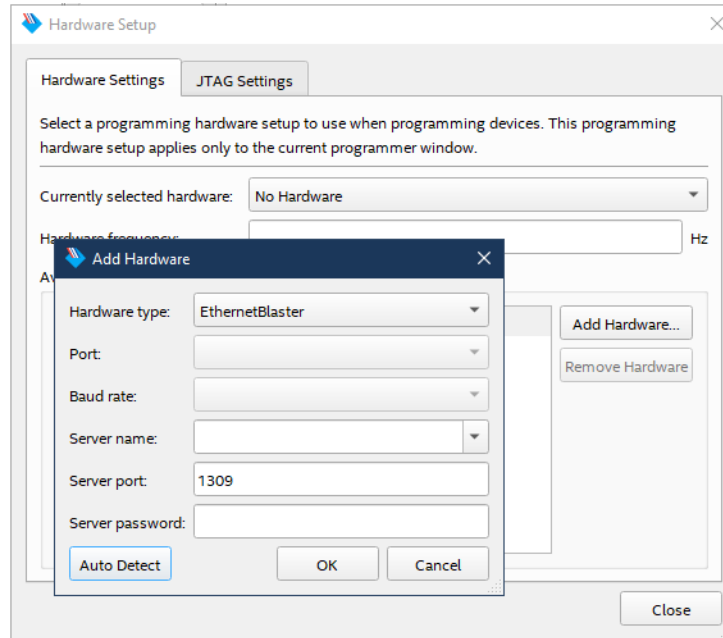 Hardware Setup
Hardware Settings
JTAG Settings
Select a programming hardware setup to use when programming devices. This programming
hardware setup applies only to the current programmer window.
Currently selected hardware: No Hardware
Hardware frequency: Hz
Add Hardware
Hardware type: EthernetBlaster
Add Hardware...
Port:
Remove Hardware
Baud rate:
Server name:
Server port: 1309
Server password:
Auto Detect OK Cancel
Close